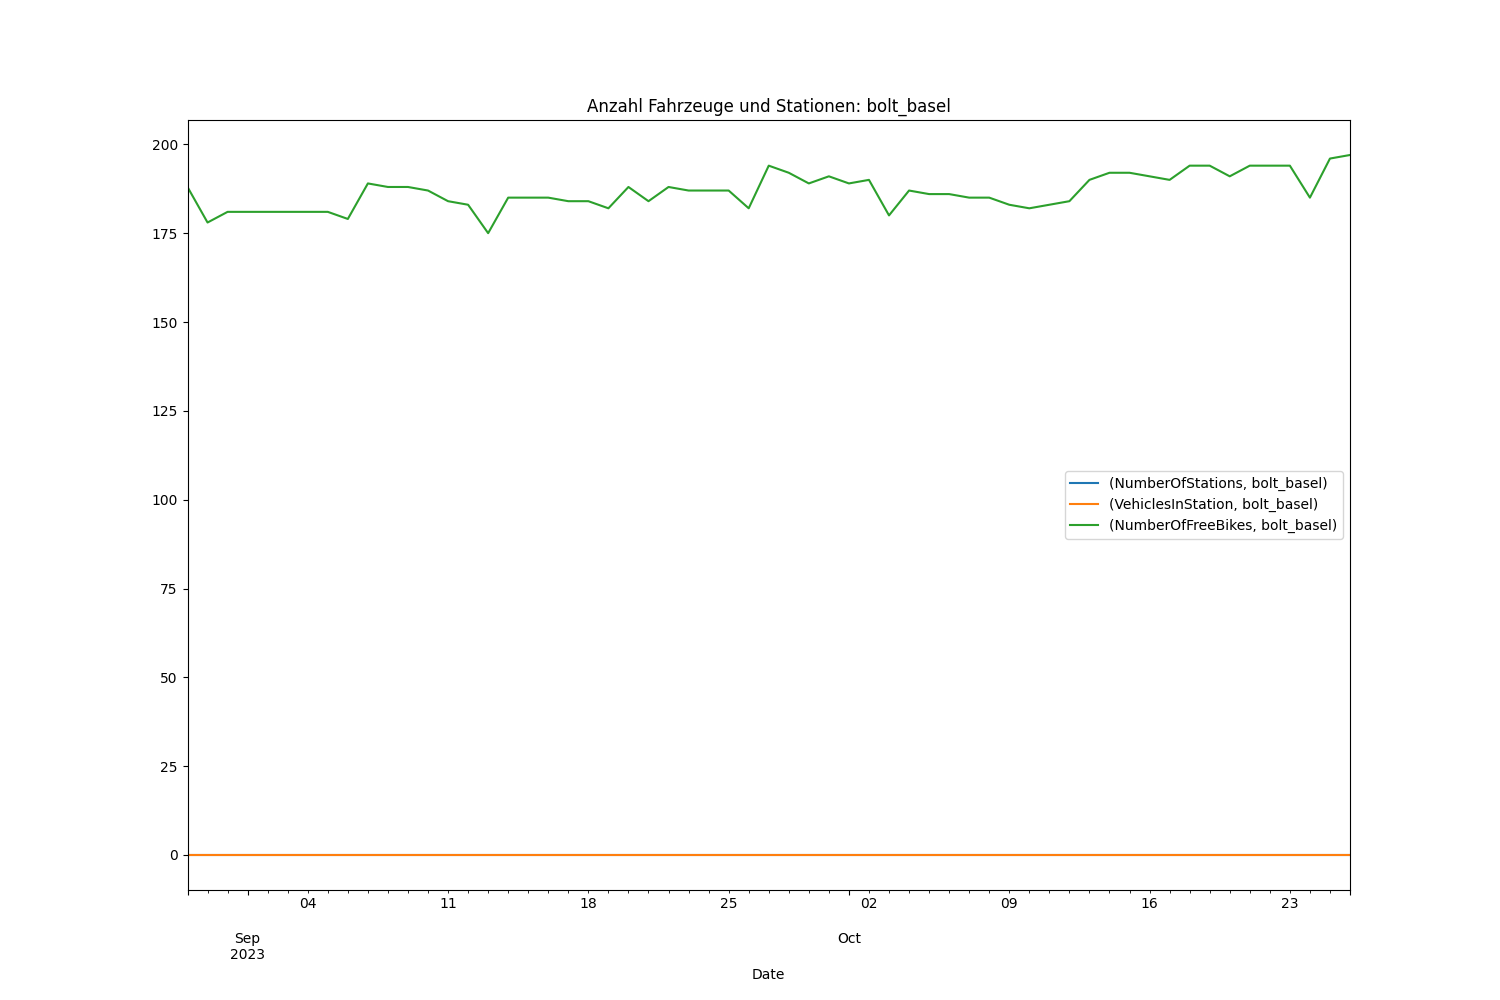 Anzahl Fahrzeuge und Stationen: bolt_basel
200
175
150
125
100
75
50
25
0
(NumberOfStations, bolt_basel)
(VehiclesInStation, bolt_basel)
(NumberOfFreeBikes, bolt_basel)
04 11 18 25 02 09 16 23
Sep Oct
2023
Date